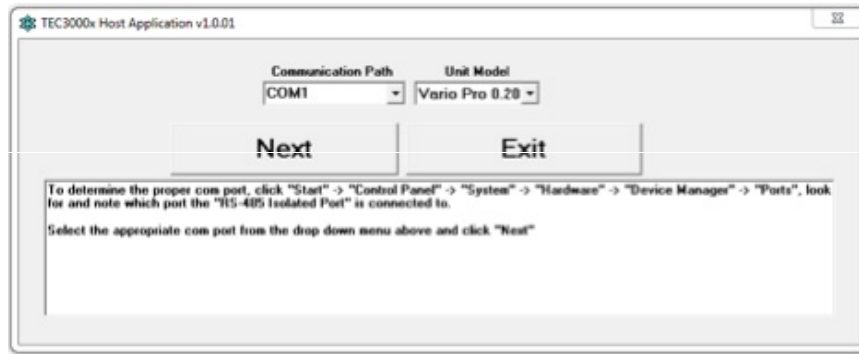 TEC3000x Host Application v1.0.01
Communication Path Unit Model
COM1 Vario Pro 0.20
Next Exit
To determine the proper com port, click "Start" -> "Control Panel" -> "System" -> "Hardware" -> "Device Manager" -> "Ports", look
for and note which port the "RS-485 Isolated Port" is connected to.
Select the appropriate com port from the drop down menu above and click "Next"